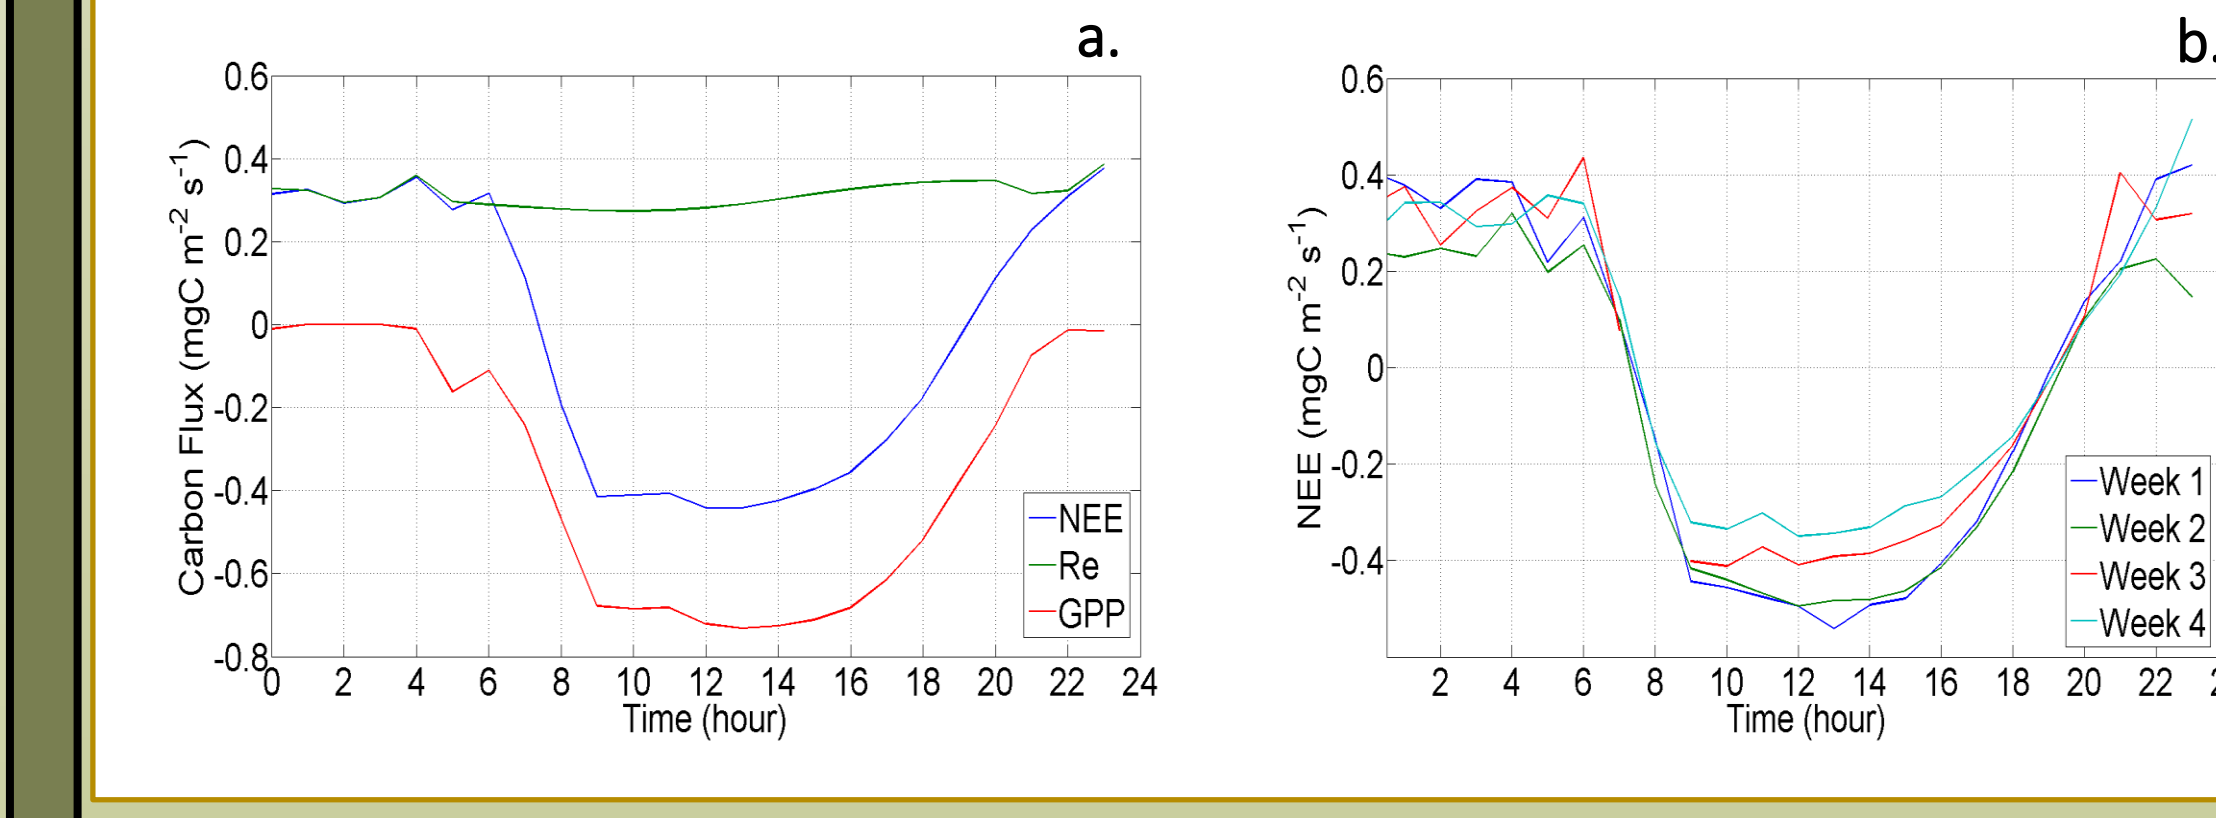 a.
0.6
0.4
0.2
0
-0.2
-0.4
-0.6
-0.8
Carbon Flux (mgC m-2 s-1)
0 2 4 6 8 10 12 14 16 18 20 22 24
Time (hour)
NEE
Re
GPP
b.
0.6
0.4
0.2
0
-0.2
-0.4
NEE (mgC m-2 s-1)
2 4 6 8 10 12 14 16 18 20 22
Time (hour)
Week 1
Week 2
Week 3
Week 4